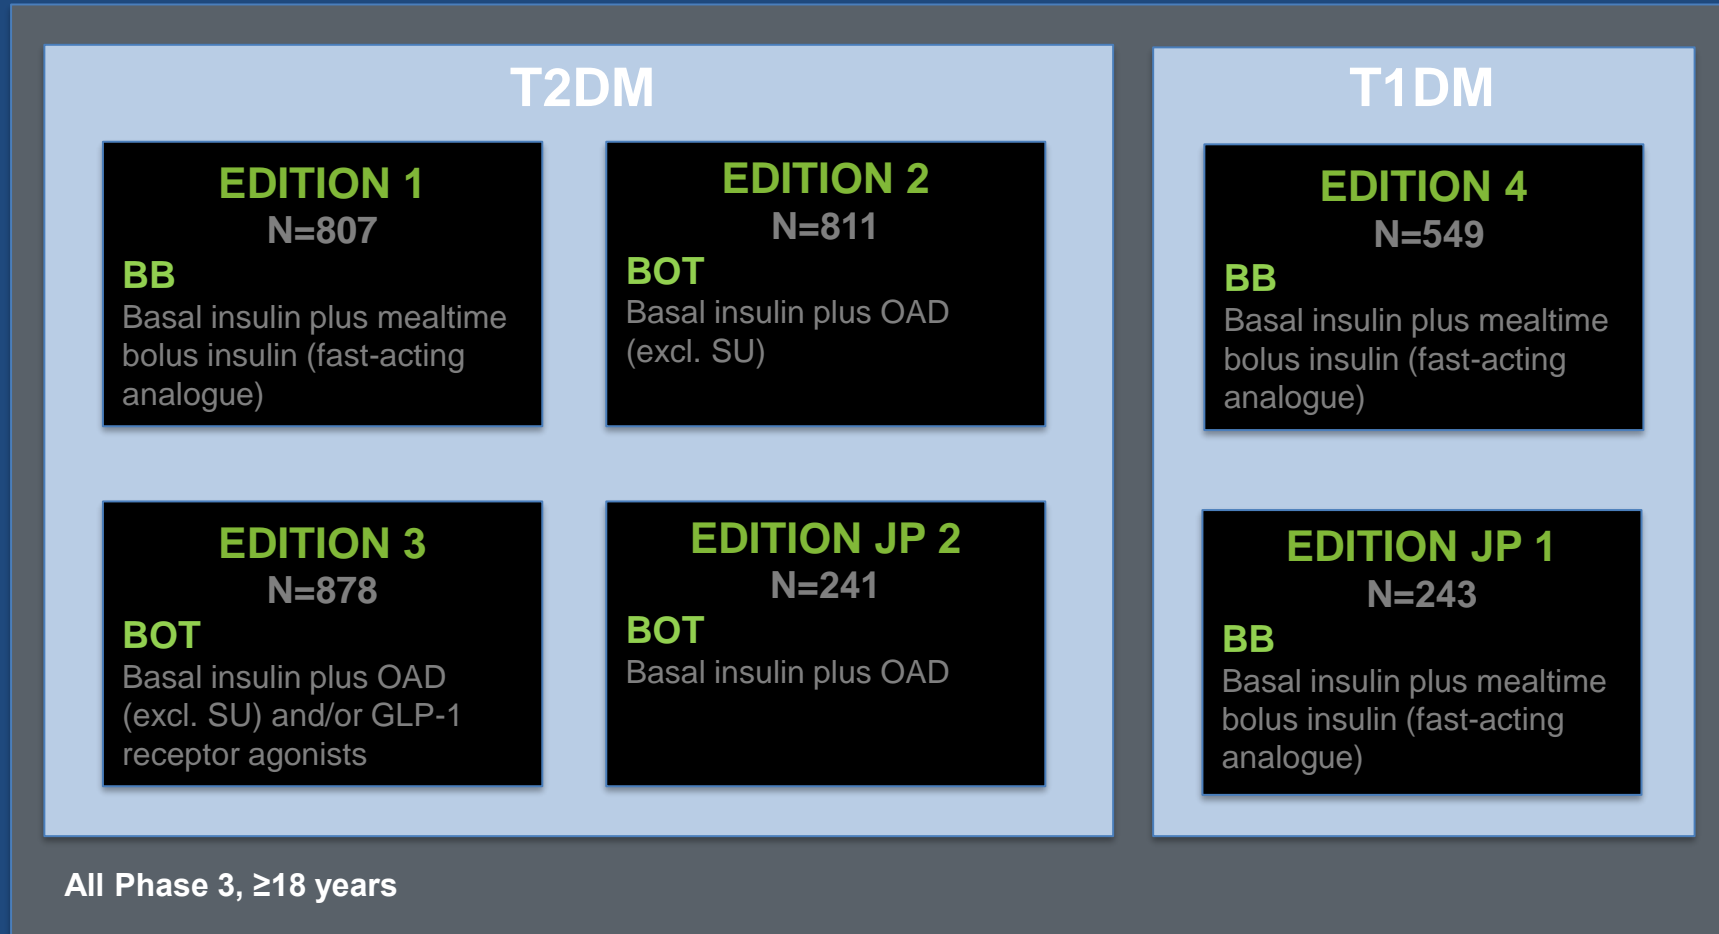 T2DM
EDITION 1
N=807
BB
Basal insulin plus mealtime
bolus insulin (fast-acting
analogue)
EDITION 2
N=811
BOT
Basal insulin plus OAD
(excl. SU)
EDITION 3
N=878
BOT
Basal insulin plus OAD
(excl. SU) and/or GLP-1
receptor agonists
EDITION JP 2
N=241
BOT
Basal insulin plus OAD
T1DM
EDITION 4
N=549
BB
Basal insulin plus mealtime
bolus insulin (fast-acting
analogue)
EDITION JP 1
N=243
BB
Basal insulin plus mealtime
bolus insulin (fast-acting
analogue)
All Phase 3, ≥18 years